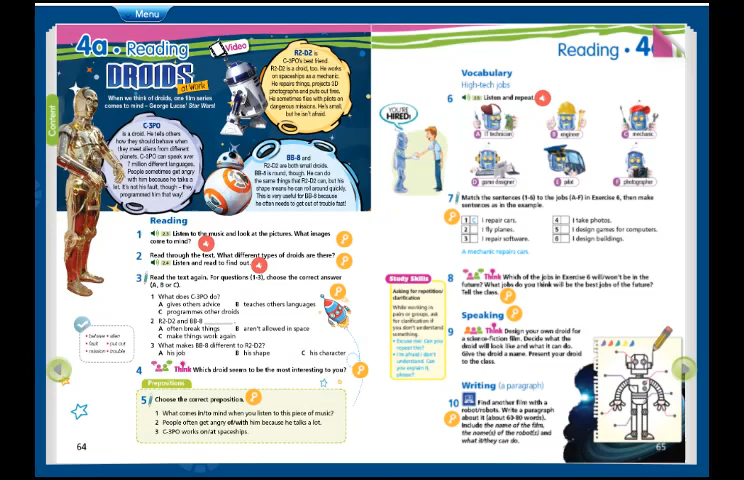 Menu
Content
4a • Reading
DROIDS
at work
Video
When we think of droids, one film series
comes to mind – George Lucas' Star Wars!
R2-D2 is
C-3PO's best friend.
R2-D2 is a droid, too. He works
on spaceships as a mechanic.
He repairs things, projects 3D
photographs and puts out fires.
He sometimes flies with pilots on
dangerous missions. He's small,
but he isn't afraid.
C-3PO
is a droid. He tells others
how they should behave when
they meet aliens from different
planets. C-3PO can speak over
7 million different languages.
People sometimes get angry
with him because he talks a
lot. It's not his fault, though – they
programmed him that way!
BB-8 and
R2-D2 are both small droids.
BB-8 is round, though. He can do
the same things that R2-D2 can, but his
shape means he can roll around quickly.
This is very useful for BB-8 because
he often needs to get out of trouble fast!
Reading
1 Listen to the music and look at the pictures. What images
come to mind?
2 Read through the text. What different types of droids are there?
Listen and read to find out.
3 Read the text again. For questions (1-3), choose the correct answer
(A, B or C).
1 What does C-3PO do?
A gives others advice B teaches others languages
C programmes other droids
2 R2-D2 and BB-8 ________ .
A often break things B aren't allowed in space
C make things work again
3 What makes BB-8 different to R2-D2?
A his job B his shape C his character
• behave • alien
• fault • put out
• mission • trouble
4 Think Which droid seems to be the most interesting to you?
Prepositions
5 Choose the correct preposition.
1 What comes in/to mind when you listen to this piece of music?
2 People often get angry of/with him because he talks a lot.
3 C-3PO works on/at spaceships.
64
Reading • 4a
Vocabulary
High-tech jobs
6 Listen and repeat.
YOU'RE
HIRED!
A IT technician
B engineer
C mechanic
D game designer
E pilot
F photographer
7 Match the sentences (1-6) to the jobs (A-F) in Exercise 6, then make
sentences as in the example.
1 C I repair cars.
2 I fly planes.
3 I repair software.
4 I take photos.
5 I design games for computers.
6 I design buildings.
A mechanic repairs cars.
Study Skills
Asking for repetition/
clarification
While working in
pairs or groups, ask
for clarification if
you don't understand
something.
• Excuse me! Can you
repeat this?
• I'm afraid I don't
understand. Can
you explain it,
please?
8 Think Which of the jobs in Exercise 6 will/won't be in the
future? What jobs do you think will be the best jobs of the future?
Tell the class.
Speaking
9 Think Design your own droid for
a science-fiction film. Decide what the
droid will look like and what it can do.
Give the droid a name. Present your droid
to the class.
Writing (a paragraph)
10 Find another film with a
robot/robots. Write a paragraph
about it (about 60-80 words).
Include the name of the film,
the name(s) of the robot(s) and
what it/they can do.
65